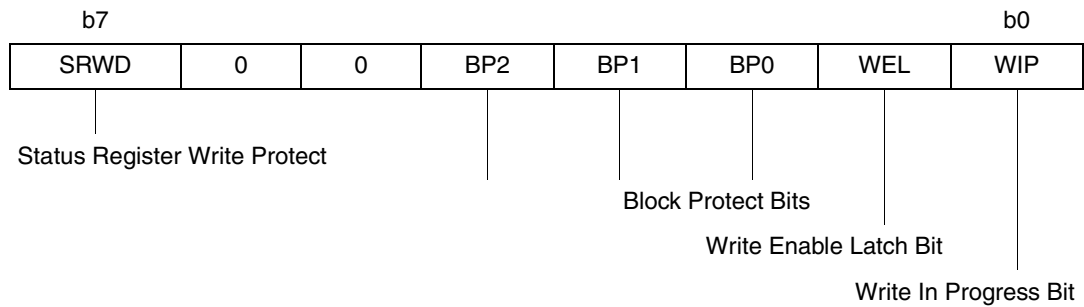 b7 b0
SRWD 0 0 BP2 BP1 BP0 WEL WIP
Status Register Write Protect
Block Protect Bits
Write Enable Latch Bit
Write In Progress Bit